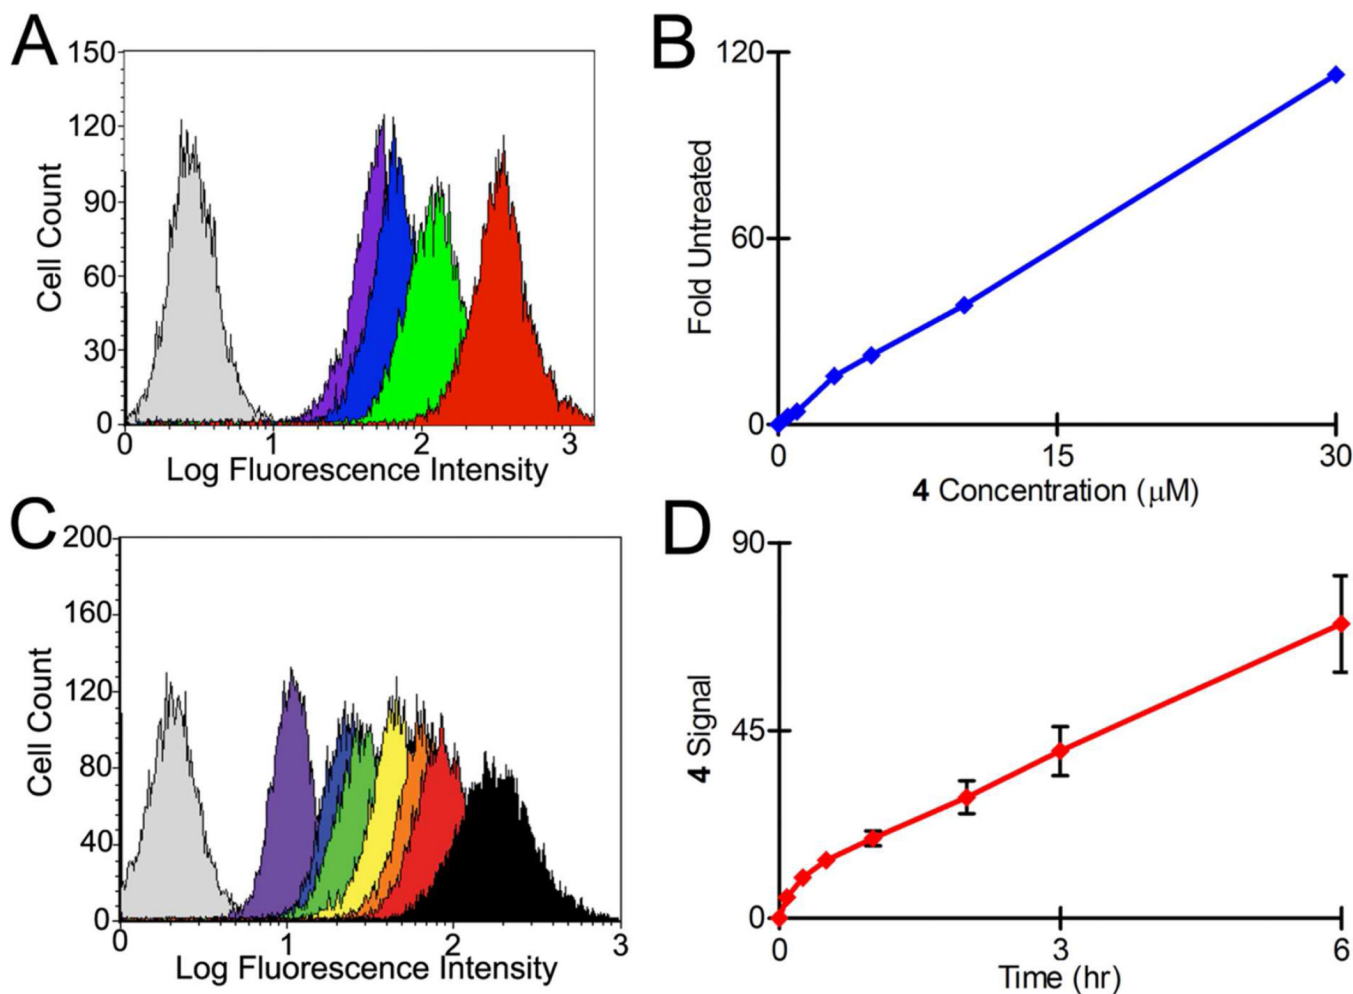 A
150
120
90
60
30
0
Cell Count
0 1 2 3
Log Fluorescence Intensity
B
120
60
0
Fold Untreated
0 15 30
4 Concentration (μM)
C
200
160
120
80
40
0
Cell Count
0 1 2 3
Log Fluorescence Intensity
D
90
45
0
4 Signal
0 3 6
Time (hr)